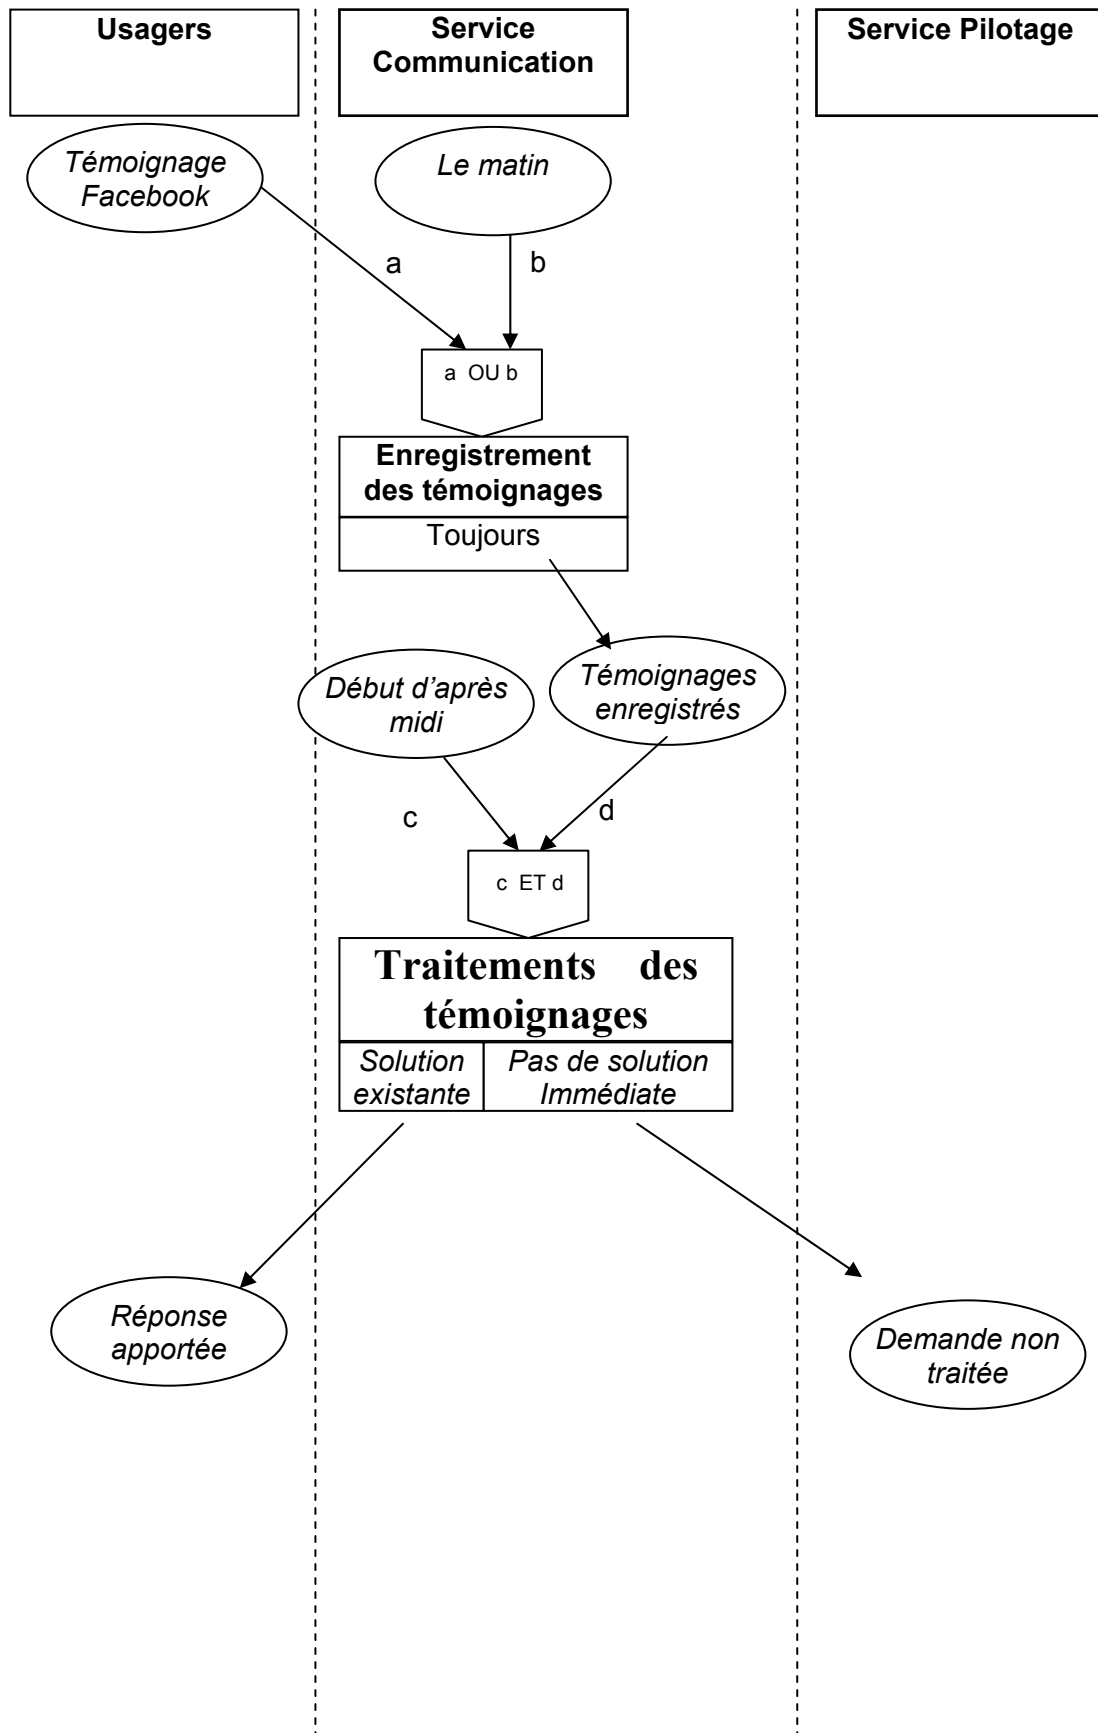 Usagers
Service
Communication
Service Pilotage
Témoignage
Facebook
Le matin
a
b
a OU b
Enregistrement
des témoignages
Toujours
Début d'après
midi
Témoignages
enregistrés
c
d
c ET d
Traitements des
témoignages
Solution
existante
Pas de solution
Immédiate
Réponse
apportée
Demande non
traitée